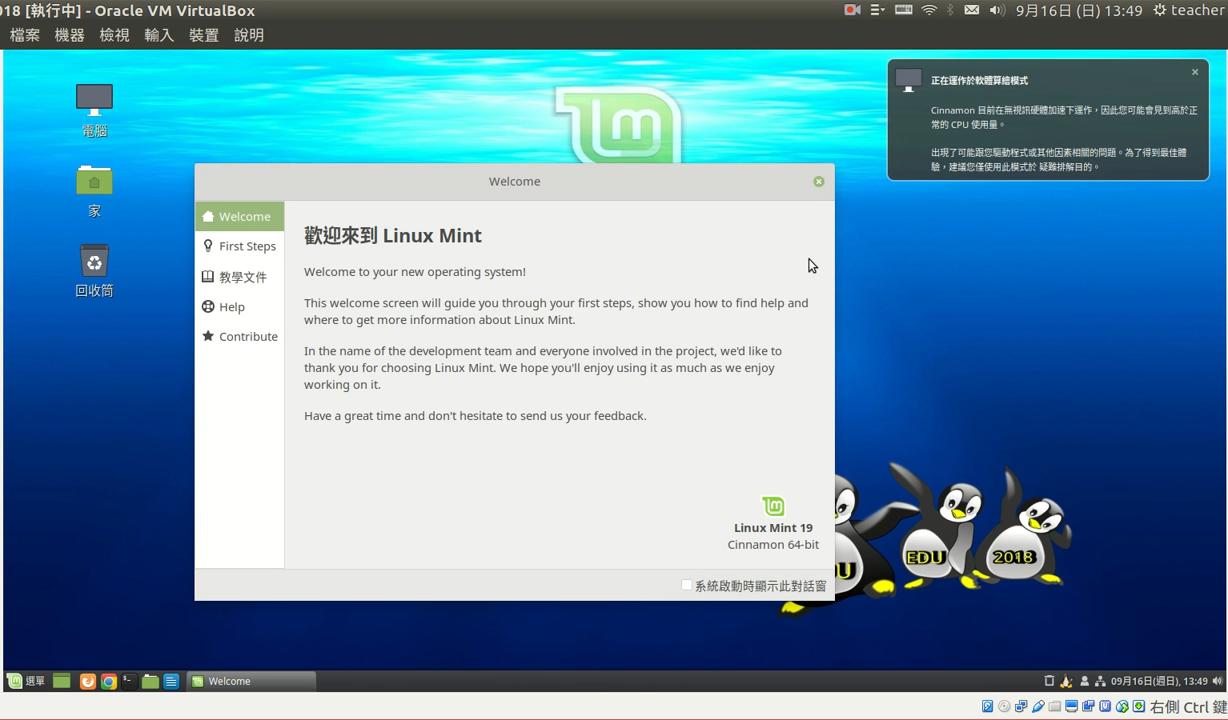 018 [執行中] - Oracle VM VirtualBox
9月16日 (日) 13:49 teacher
檔案 機器 檢視 輸入 裝置 說明
電腦
家
回收筒
正在運作於軟體算繪模式
Cinnamon 目前在無視訊硬體加速下運作，因此您可能會見到高於正
常的 CPU 使用量。
出現了可能跟您驅動程式或其他因素相關的問題。為了得到最佳體
驗，建議您僅使用此模式於 疑難排解目的。
Welcome
Welcome
First Steps
教學文件
Help
Contribute
歡迎來到 Linux Mint
Welcome to your new operating system!
This welcome screen will guide you through your first steps, show you how to find help and
where to get more information about Linux Mint.
In the name of the development team and everyone involved in the project, we'd like to
thank you for choosing Linux Mint. We hope you'll enjoy using it as much as we enjoy
working on it.
Have a great time and don't hesitate to send us your feedback.
Linux Mint 19
Cinnamon 64-bit
系統啟動時顯示此對話窗
U
EDU
2018
選單
Welcome
09月16日(週日), 13:49
右側 Ctrl 鍵